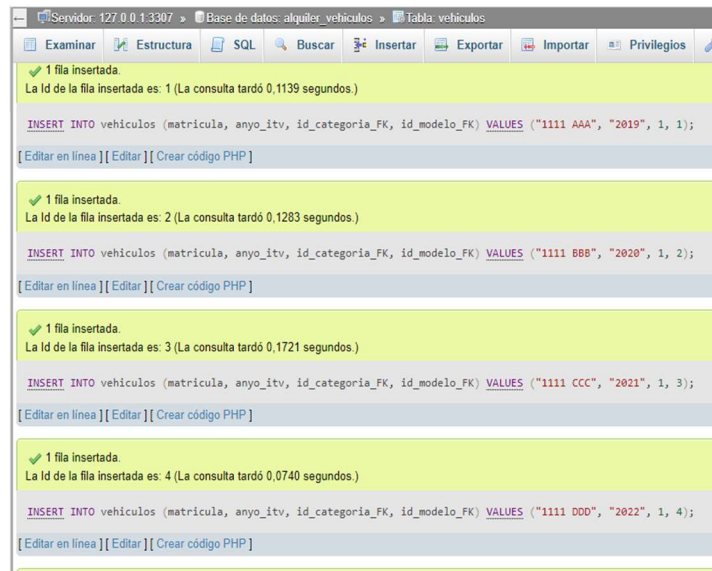 Servidor: 127.0.0.1:3307 » Base de datos: alquiler_vehiculos » Tabla: vehiculos
Examinar Estructura SQL Buscar Insertar Exportar Importar Privilegios
1 fila insertada.
La Id de la fila insertada es: 1 (La consulta tardó 0,1139 segundos.)
INSERT INTO vehiculos (matricula, anyo_itv, id_categoria_FK, id_modelo_FK) VALUES ("1111 AAA", "2019", 1, 1);
[ Editar en línea ] [ Editar ] [ Crear código PHP ]
1 fila insertada.
La Id de la fila insertada es: 2 (La consulta tardó 0,1283 segundos.)
INSERT INTO vehiculos (matricula, anyo_itv, id_categoria_FK, id_modelo_FK) VALUES ("1111 BBB", "2020", 1, 2);
[ Editar en línea ] [ Editar ] [ Crear código PHP ]
1 fila insertada.
La Id de la fila insertada es: 3 (La consulta tardó 0,1721 segundos.)
INSERT INTO vehiculos (matricula, anyo_itv, id_categoria_FK, id_modelo_FK) VALUES ("1111 CCC", "2021", 1, 3);
[ Editar en línea ] [ Editar ] [ Crear código PHP ]
1 fila insertada.
La Id de la fila insertada es: 4 (La consulta tardó 0,0740 segundos.)
INSERT INTO vehiculos (matricula, anyo_itv, id_categoria_FK, id_modelo_FK) VALUES ("1111 DDD", "2022", 1, 4);
[ Editar en línea ] [ Editar ] [ Crear código PHP ]